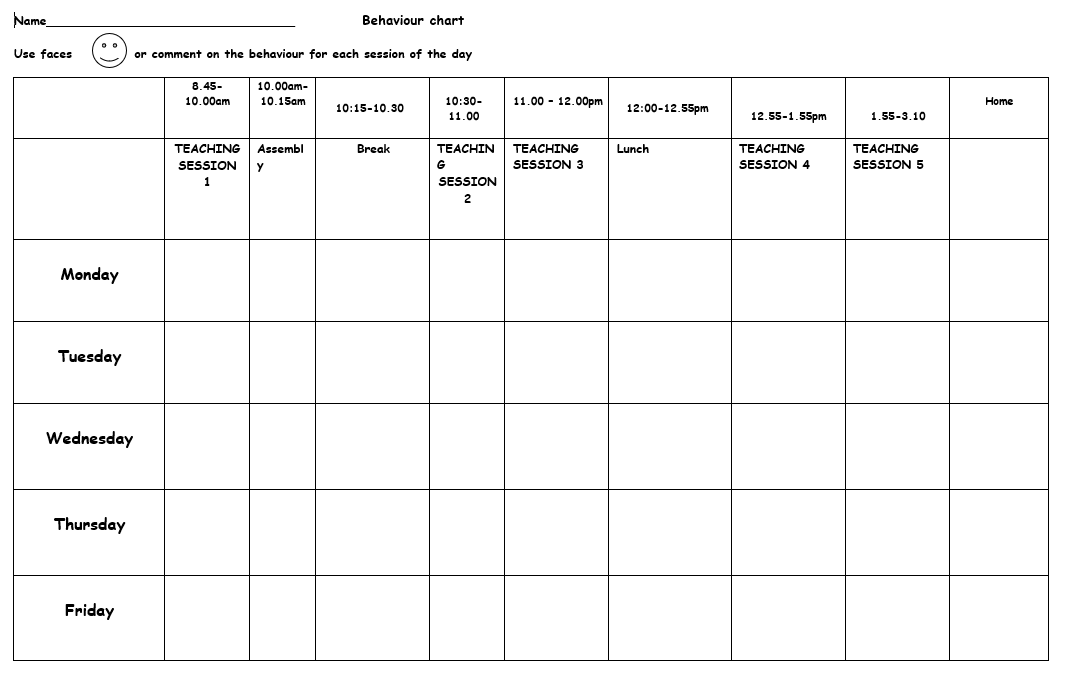 Name Behaviour chart
Use faces or comment on the behaviour for each session of the day
8.45-
10.00am
10.00am-
10.15am
10:15-10.30
10:30-
11.00
11.00 – 12.00pm
12:00-12.55pm
12.55-1.55pm
1.55-3.10
Home
TEACHING
SESSION
1
Assembl
y
Break
TEACHIN
G
SESSION
2
TEACHING
SESSION 3
Lunch
TEACHING
SESSION 4
TEACHING
SESSION 5
Monday
Tuesday
Wednesday
Thursday
Friday